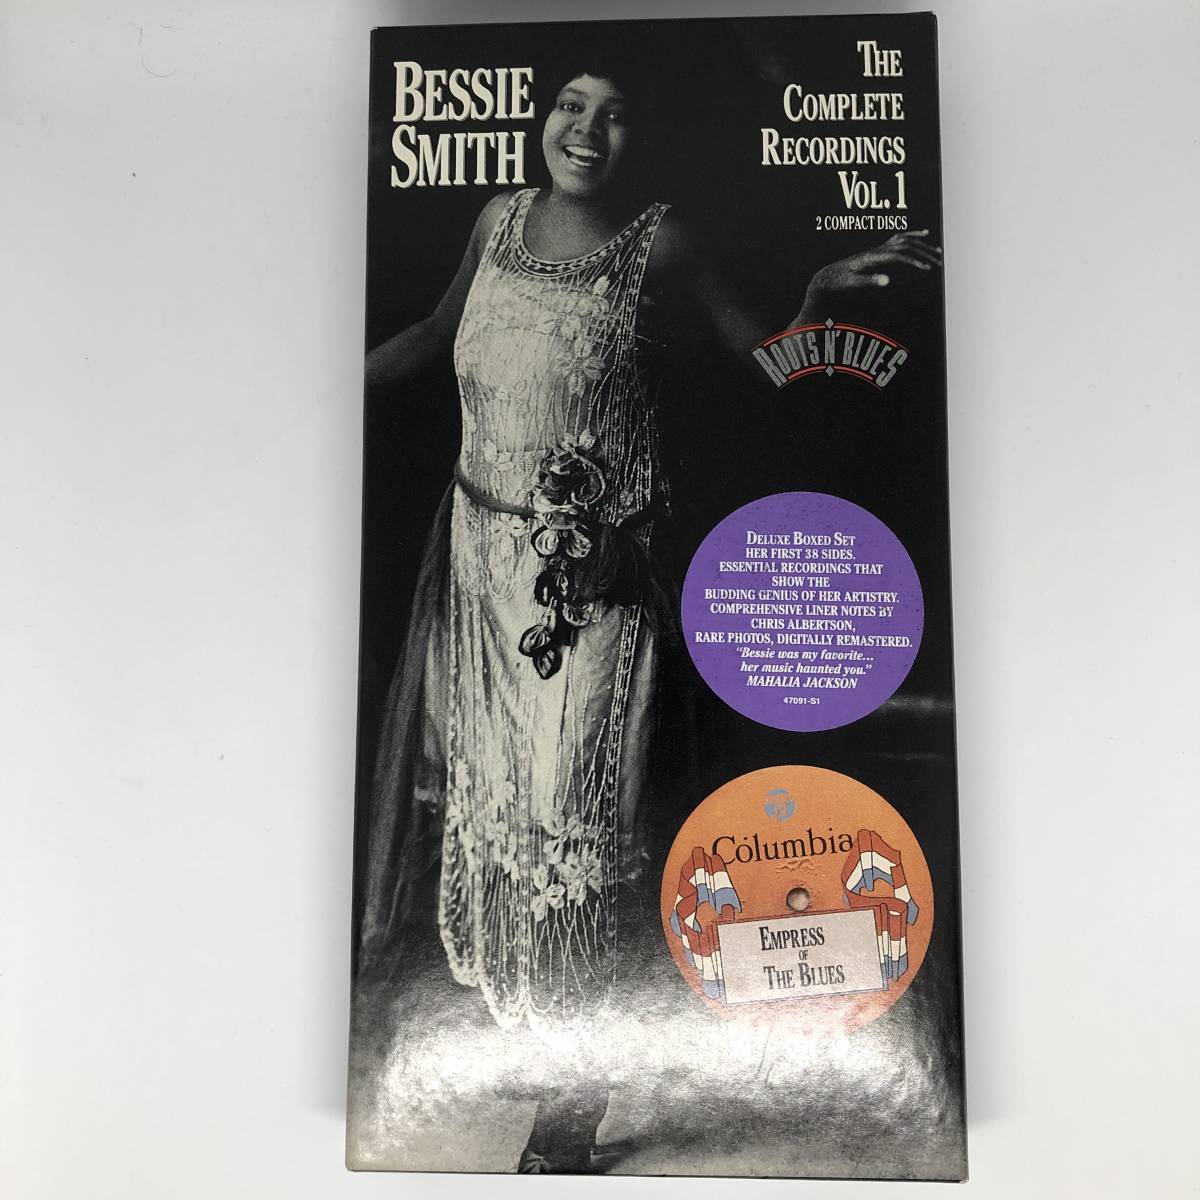 BESSIE
SMITH
THE
COMPLETE
RECORDINGS
VOL. 1
2 COMPACT DISCS
ROOTS N' BLUES
DELUXE BOXED SET
HER FIRST 38 SIDES.
ESSENTIAL RECORDINGS THAT
SHOW THE
BUDDING GENIUS OF HER ARTISTRY.
COMPREHENSIVE LINER NOTES BY
CHRIS ALBERTSON,
RARE PHOTOS, DIGITALLY REMASTERED.
"Bessie was my favorite...
her music haunted you."
MAHALIA JACKSON
47091-S1
Columbia
EMPRESS
OF
THE BLUES